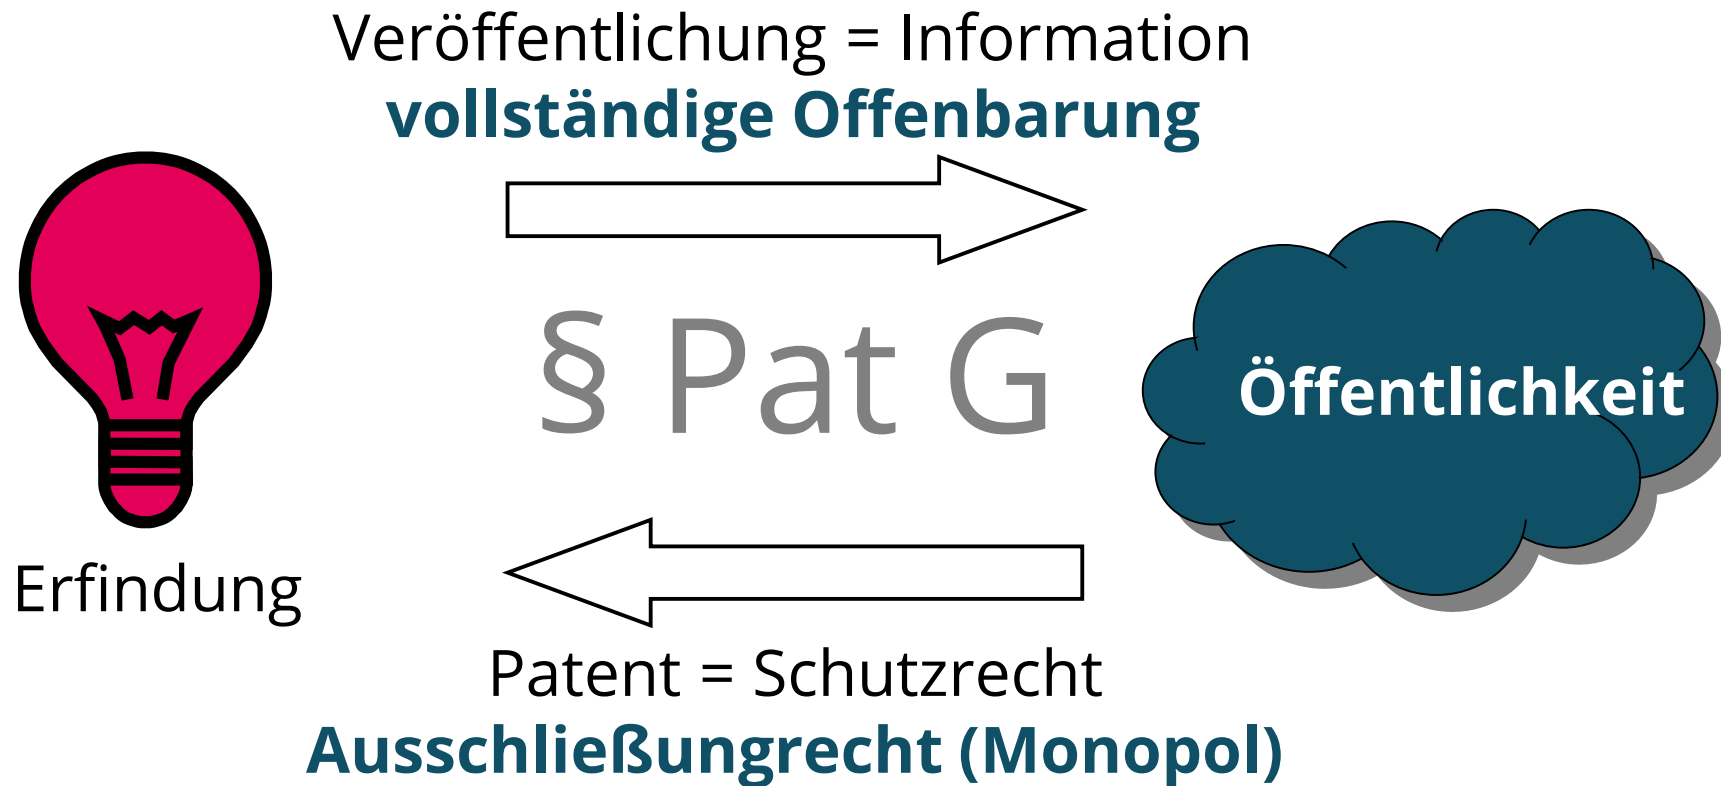 Veröffentlichung = Information
vollständige Offenbarung
§ Pat G
Öffentlichkeit
Erfindung
Patent = Schutzrecht
Ausschließungrecht (Monopol)